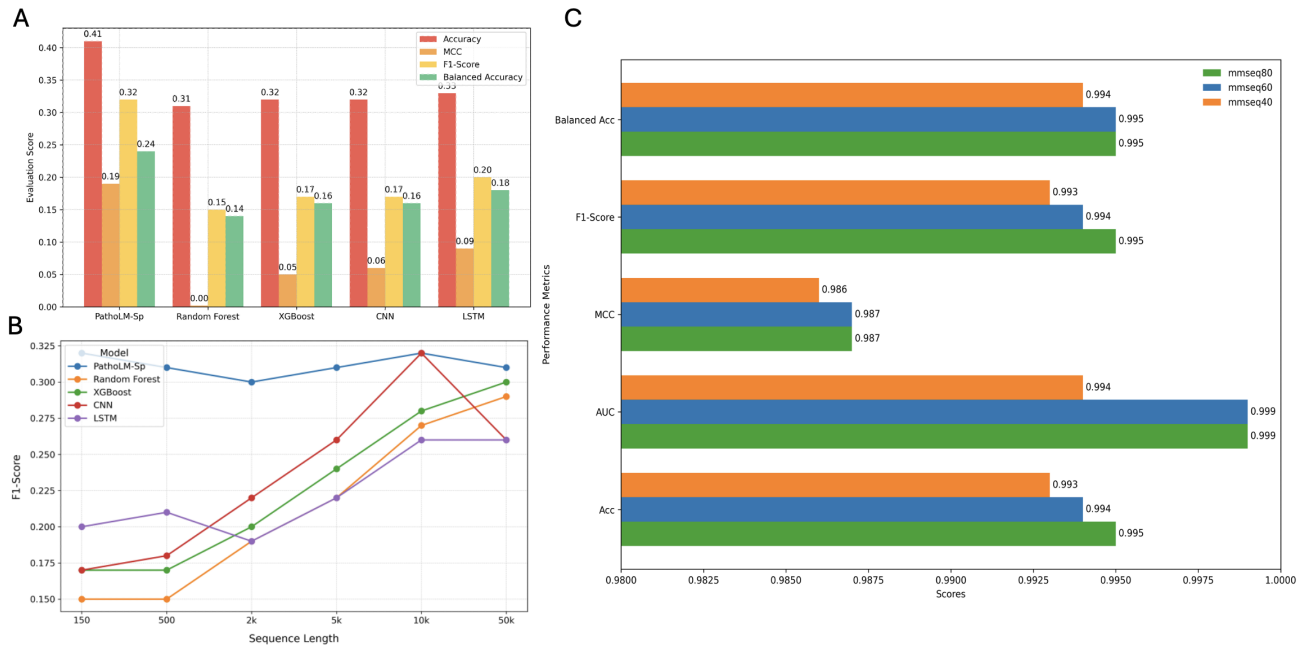 A
0.41
0.19
0.32
0.24
0.31
0.00
0.15
0.14
0.32
0.05
0.17
0.16
0.32
0.06
0.17
0.16
0.33
0.09
0.20
0.18
Accuracy
MCC
F1-Score
Balanced Accuracy
Evaluation Score
0.40
0.35
0.30
0.25
0.20
0.15
0.10
0.05
0.00
PathoLM-Sp Random Forest XGBoost CNN LSTM
B
Model
PathoLM-Sp
Random Forest
XGBoost
CNN
LSTM
F1-Score
0.325
0.300
0.275
0.250
0.225
0.200
0.175
0.150
150 500 2k 5k 10k 50k
Sequence Length
C
mmseq80
mmseq60
mmseq40
Performance Metrics
Balanced Acc
0.994
0.995
0.995
F1-Score
0.993
0.994
0.995
MCC
0.986
0.987
0.987
AUC
0.994
0.999
0.999
Acc
0.993
0.994
0.995
0.9800 0.9825 0.9850 0.9875 0.9900 0.9925 0.9950 0.9975 1.0000
Scores